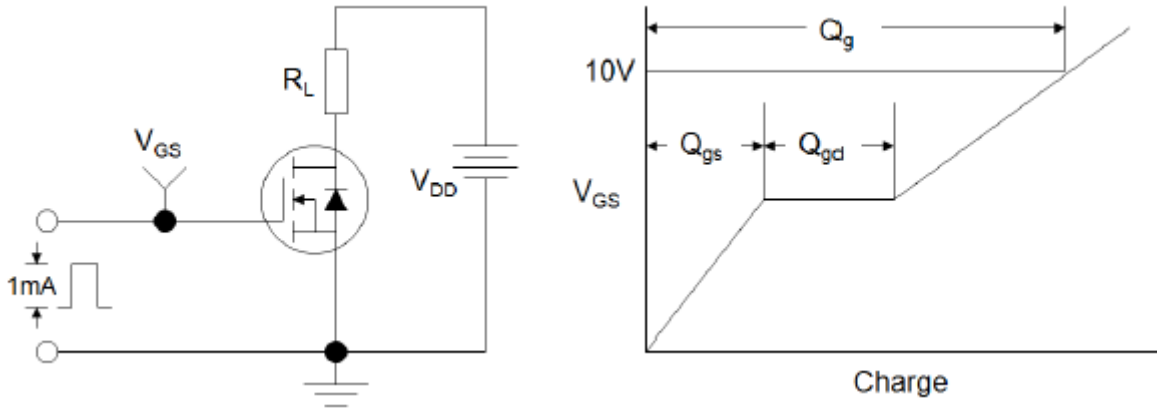 R_L
V_GS
V_DD
1mA
Q_g
10V
Q_gs
Q_gd
V_GS
Charge